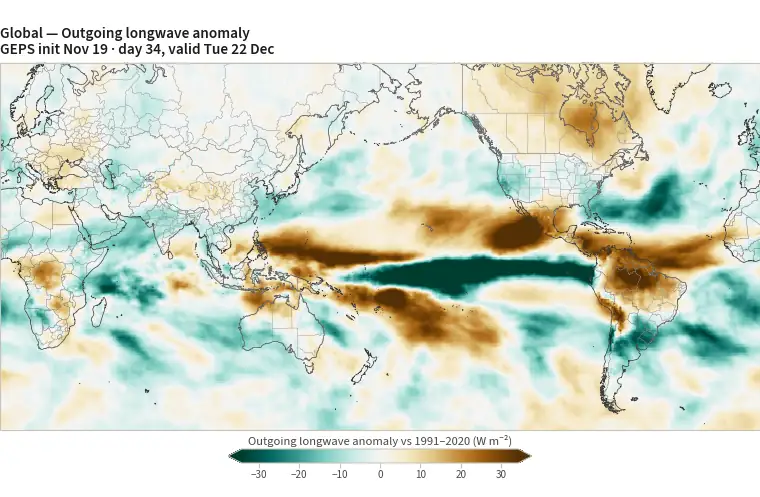 Global — Outgoing longwave anomaly
GEPS init Nov 19 · day 34, valid Tue 22 Dec
Outgoing longwave anomaly vs 1991–2020 (W m⁻²)
−30 −20 −10 0 10 20 30